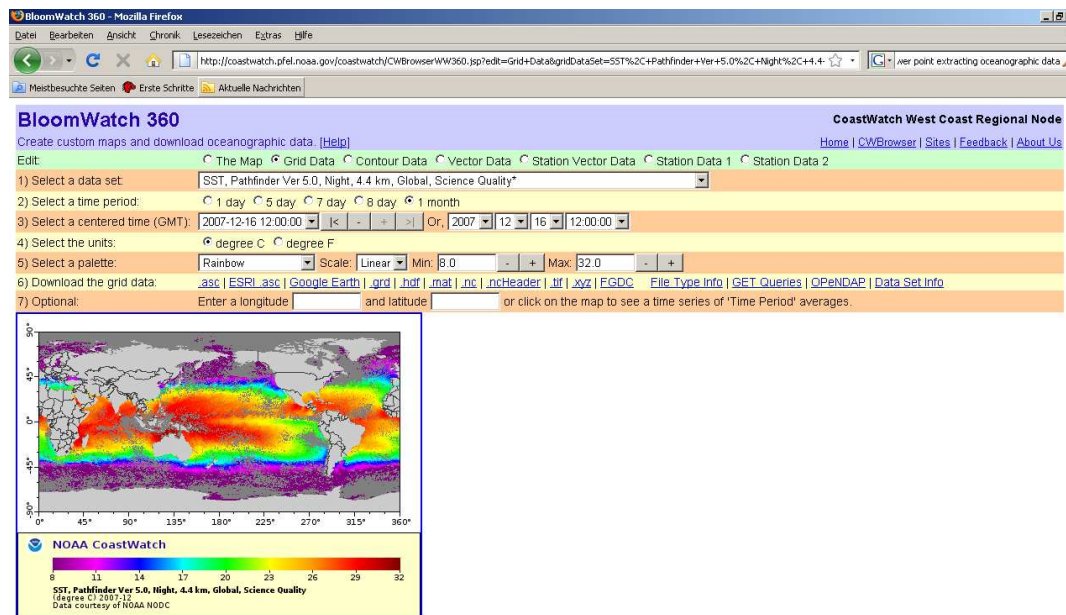 BloomWatch 360 - Mozilla Firefox
Datei Bearbeiten Ansicht Chronik Lesezeichen Extras Hilfe
http://coastwatch.pfel.noaa.gov/coastwatch/CWBrowserWW360.jsp?edit=Grid+Data&gridDataSet=SST%2C+Pathfinder+Ver+5.0%2C+Night%2C+4.4- G wer point extracting oceanographic data
Meistbesuchte Seiten Erste Schritte Aktuelle Nachrichten
BloomWatch 360 CoastWatch West Coast Regional Node
Create custom maps and download oceanographic data. [Help] Home | CWBrowser | Sites | Feedback | About Us
Edit: The Map Grid Data Contour Data Vector Data Station Vector Data Station Data 1 Station Data 2
1) Select a data set: SST, Pathfinder Ver 5.0, Night, 4.4 km, Global, Science Quality*
2) Select a time period: 1 day 5 day 7 day 8 day 1 month
3) Select a centered time (GMT): 2007-12-16 12:00:00 |< - + >| Or, 2007 12 16 12:00:00
4) Select the units: degree C degree F
5) Select a palette: Rainbow Scale: Linear Min: 8.0 - + Max: 32.0 - +
6) Download the grid data: .asc | ESRI .asc | Google Earth | .grd | .hdf | .mat | .nc | .ncHeader | .tif | .xyz | FGDC File Type Info | GET Queries | OPeNDAP | Data Set Info
7) Optional: Enter a longitude and latitude or click on the map to see a time series of 'Time Period' averages.
90°
45°
0°
-45°
-90°
0° 45° 90° 135° 180° 225° 270° 315° 360°
NOAA CoastWatch
8 11 14 17 20 23 26 29 32
SST, Pathfinder Ver 5.0, Night, 4.4 km, Global, Science Quality
(degree C) 2007-12
Data courtesy of NOAA NODC